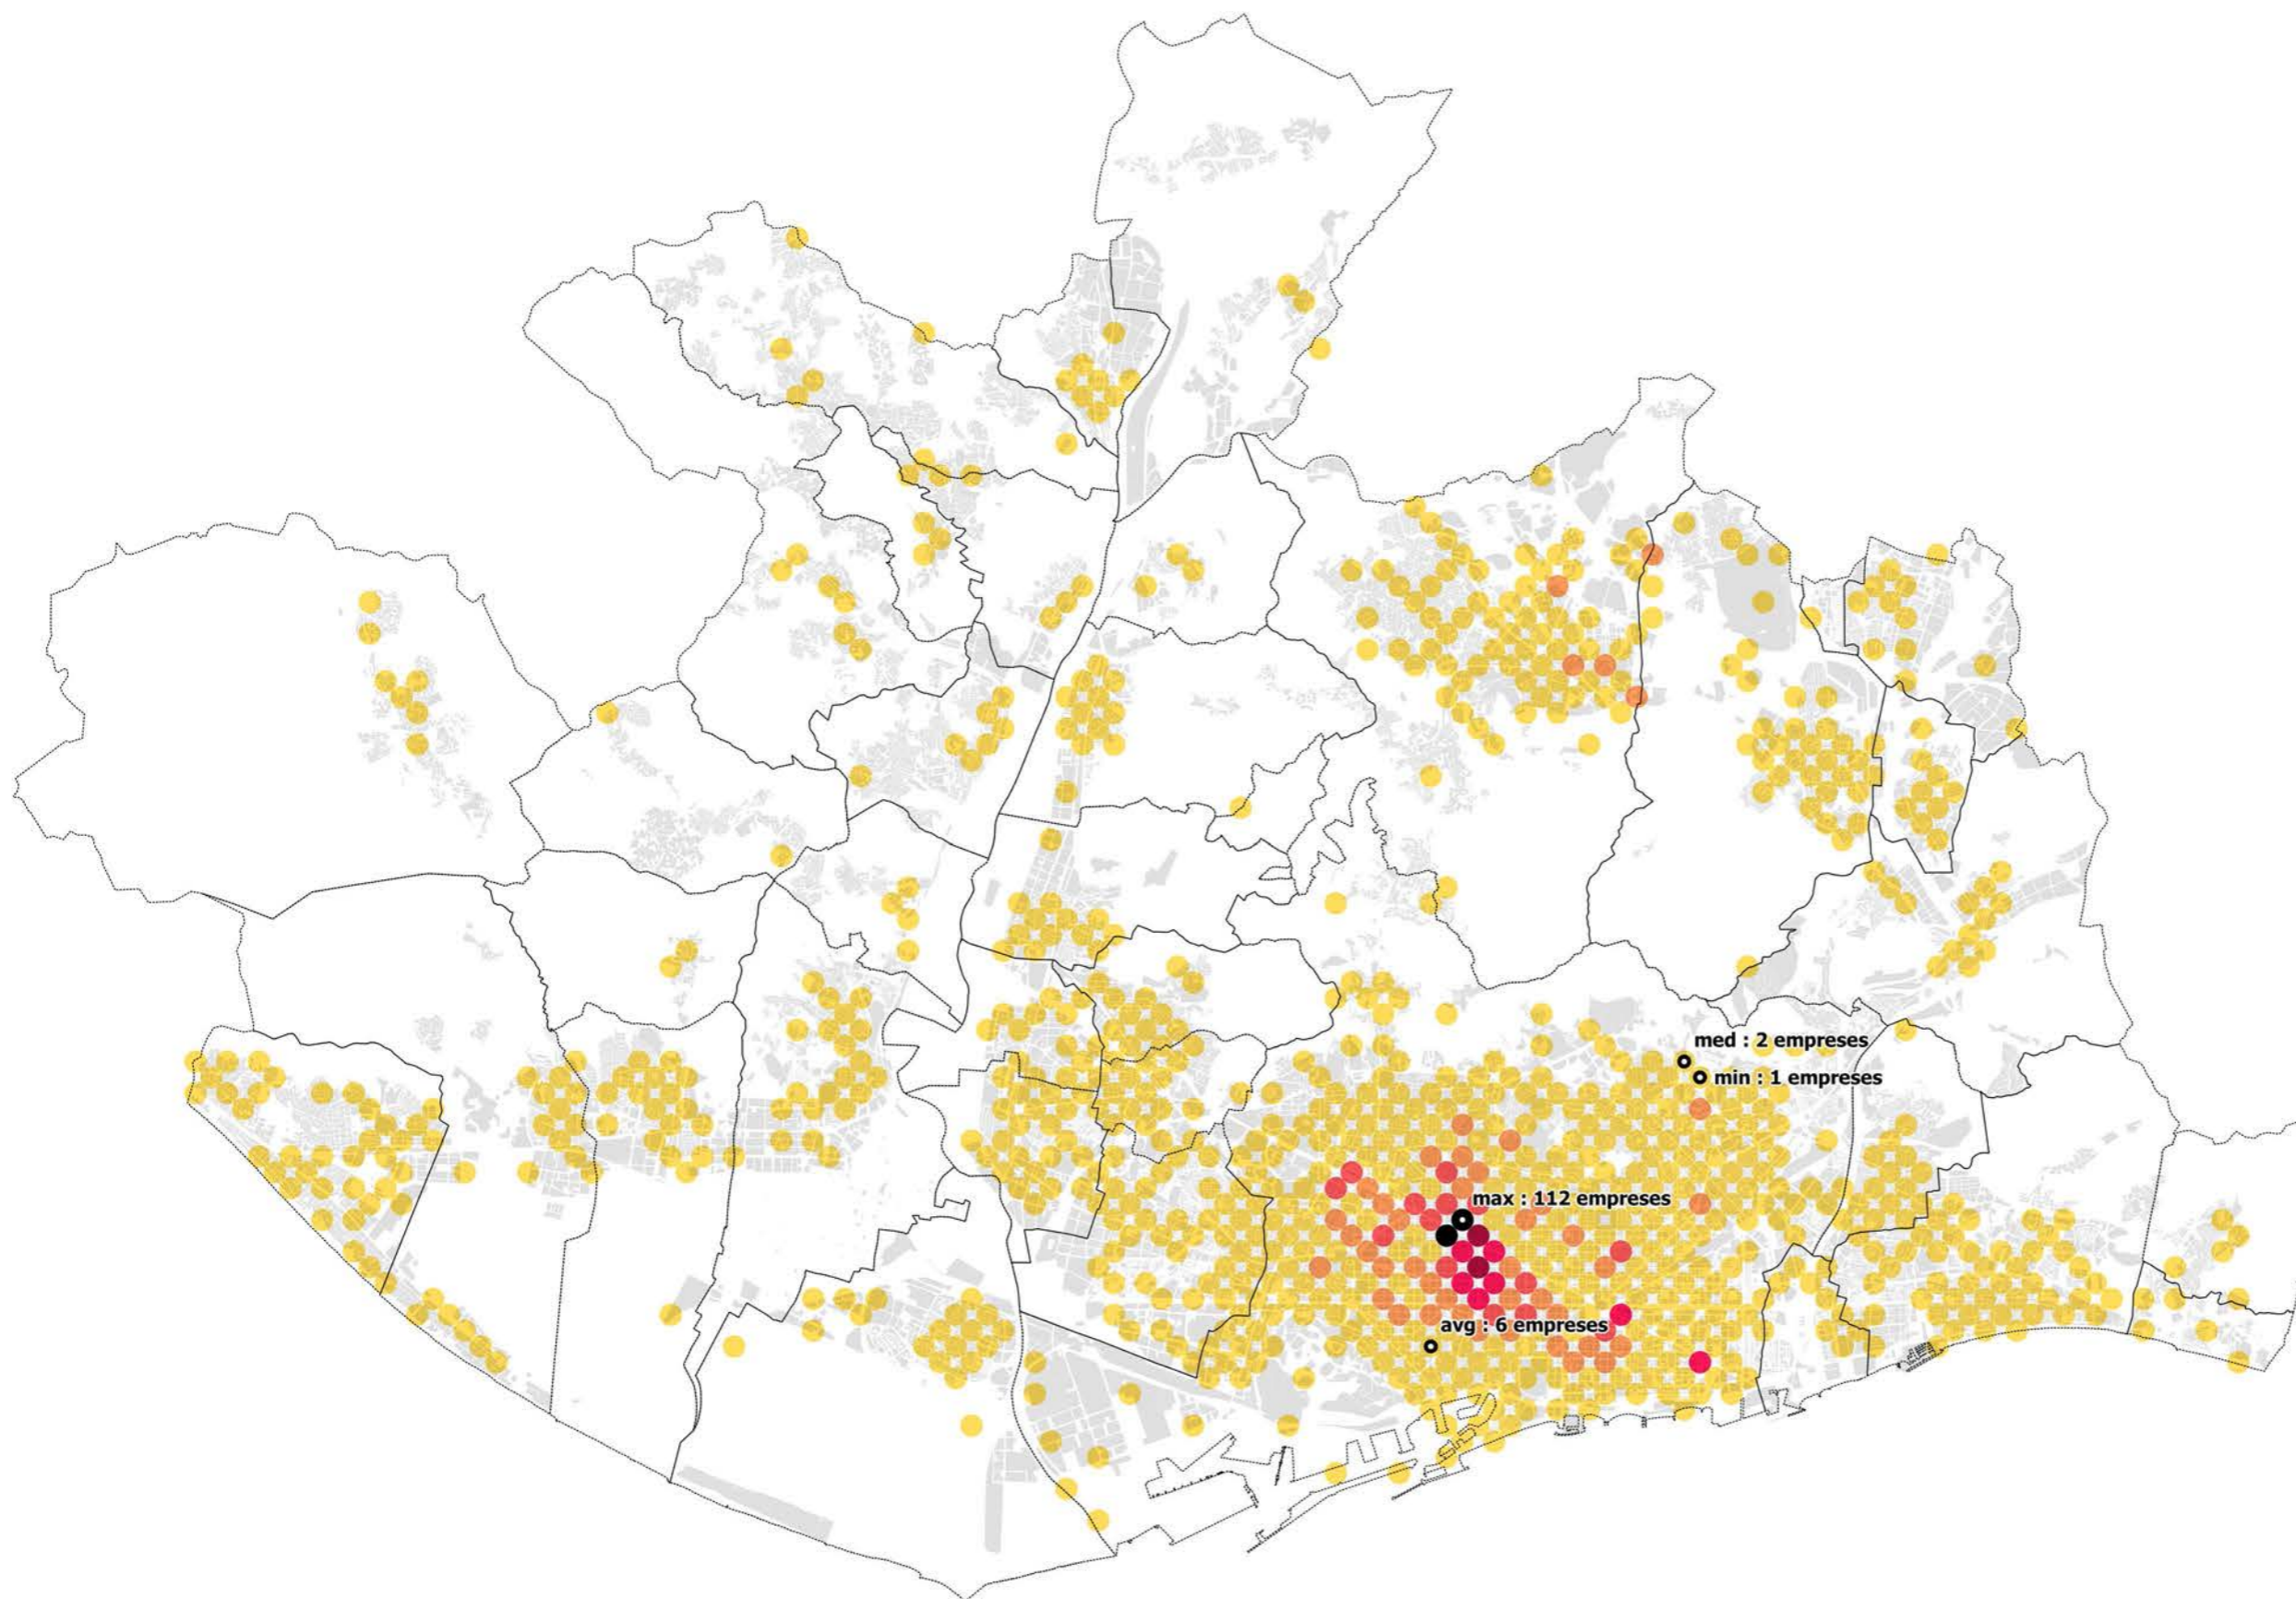 med : 2 empreses
min : 1 empreses
max : 112 empreses
avg : 6 empreses